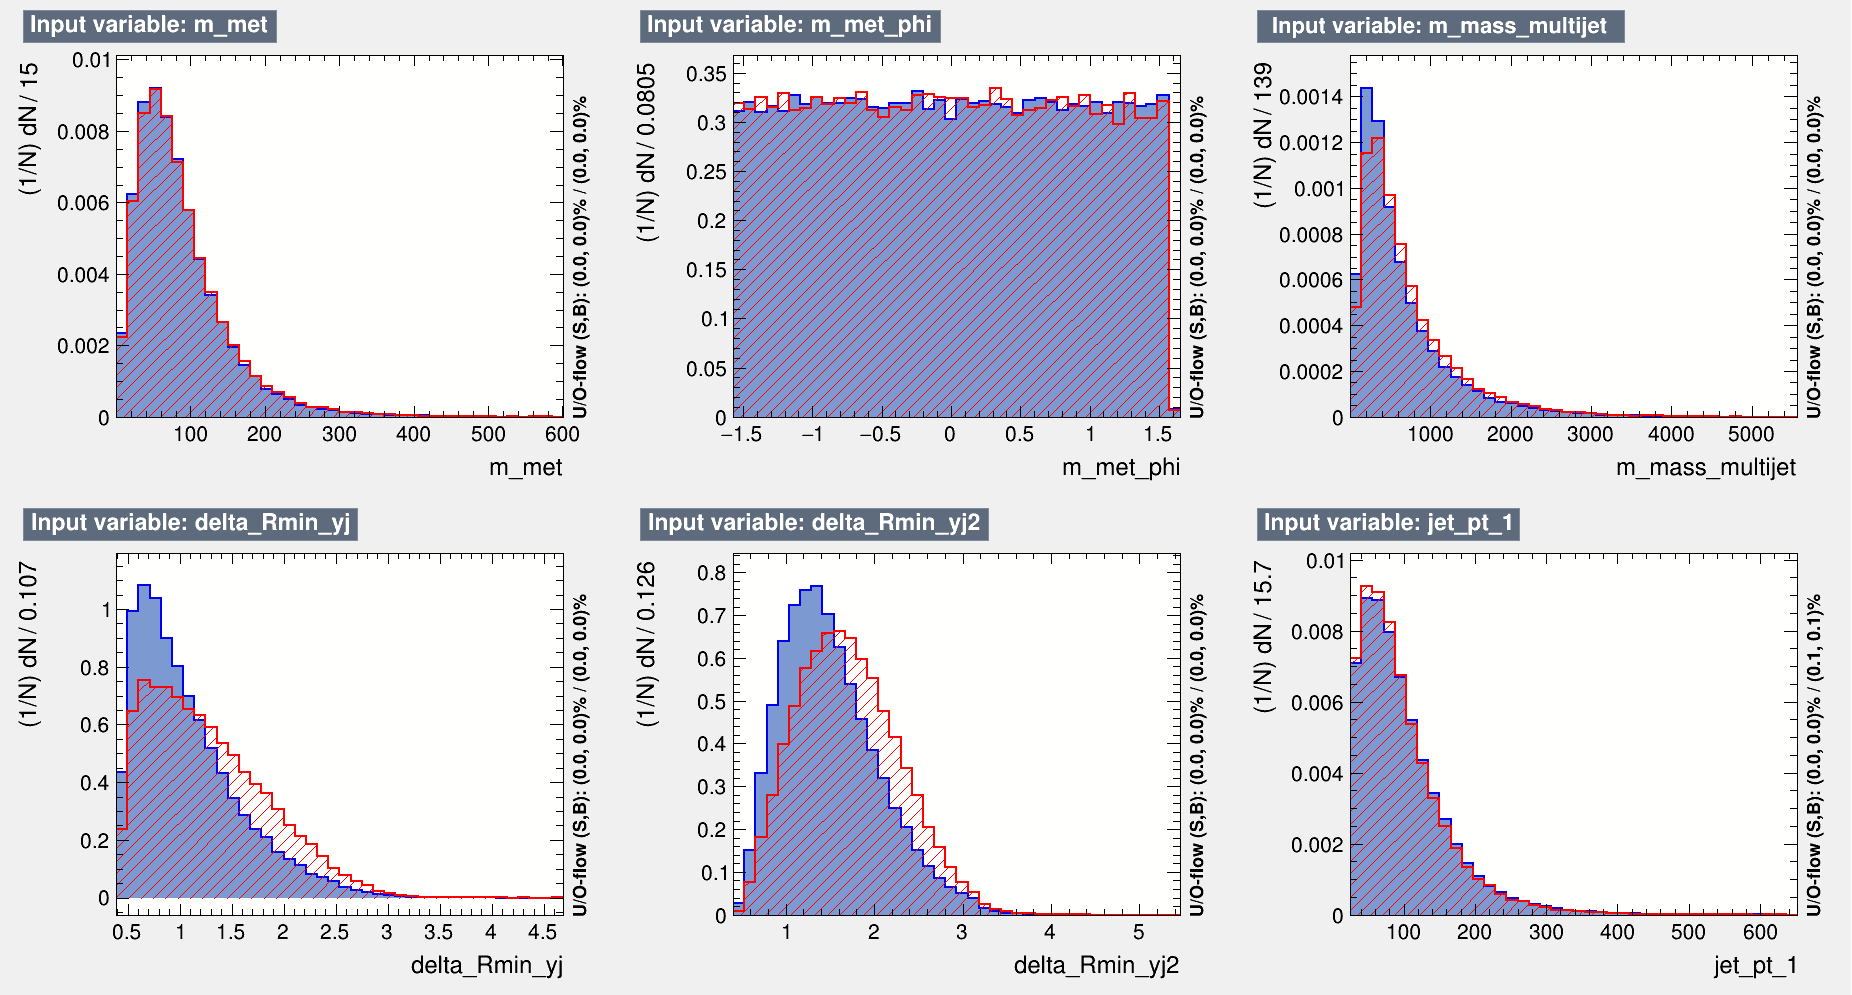 Input variable: m_met
(1/N) dN / 15
0.01
0.008
0.006
0.004
0.002
0
100 200 300 400 500 600
m_met
U/O-flow (S,B): (0.0, 0.0)% / (0.0, 0.0)%
Input variable: m_met_phi
(1/N) dN / 0.0805
0.35
0.3
0.25
0.2
0.15
0.1
0.05
0
−1.5 −1 −0.5 0 0.5 1 1.5
m_met_phi
U/O-flow (S,B): (0.0, 0.0)% / (0.0, 0.0)%
Input variable: m_mass_multijet
(1/N) dN / 139
0.0014
0.0012
0.001
0.0008
0.0006
0.0004
0.0002
0
1000 2000 3000 4000 5000
m_mass_multijet
U/O-flow (S,B): (0.0, 0.0)% / (0.0, 0.0)%
Input variable: delta_Rmin_yj
(1/N) dN / 0.107
1
0.8
0.6
0.4
0.2
0
0.5 1 1.5 2 2.5 3 3.5 4 4.5
delta_Rmin_yj
U/O-flow (S,B): (0.0, 0.0)% / (0.0, 0.0)%
Input variable: delta_Rmin_yj2
(1/N) dN / 0.126
0.8
0.7
0.6
0.5
0.4
0.3
0.2
0.1
0
1 2 3 4 5
delta_Rmin_yj2
U/O-flow (S,B): (0.0, 0.0)% / (0.0, 0.0)%
Input variable: jet_pt_1
(1/N) dN / 15.7
0.01
0.008
0.006
0.004
0.002
0
100 200 300 400 500 600
jet_pt_1
U/O-flow (S,B): (0.0, 0.0)% / (0.1, 0.1)%